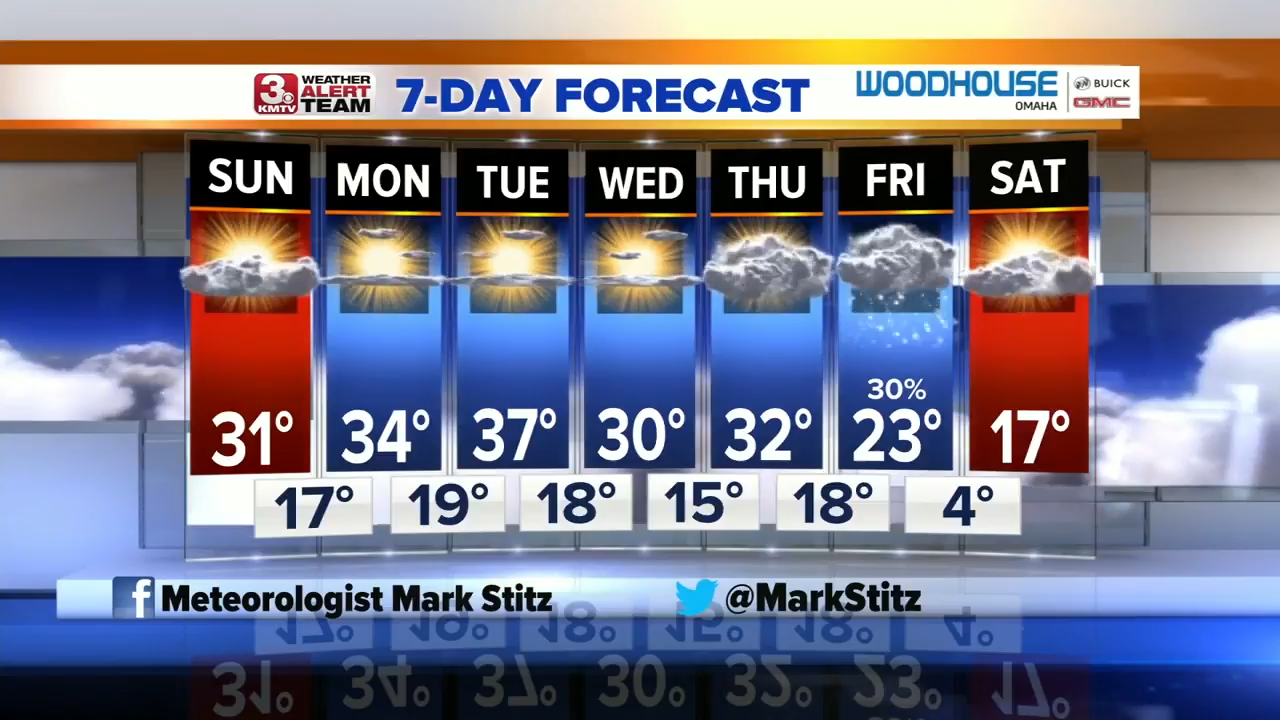 3 KMTV WEATHER ALERT TEAM
7-DAY FORECAST
WOODHOUSE OMAHA
BUICK
GMC
SUN MON TUE WED THU FRI SAT
30%
31° 34° 37° 30° 32° 23° 17°
17° 19° 18° 15° 18° 4°
f Meteorologist Mark Stitz
@MarkStitz